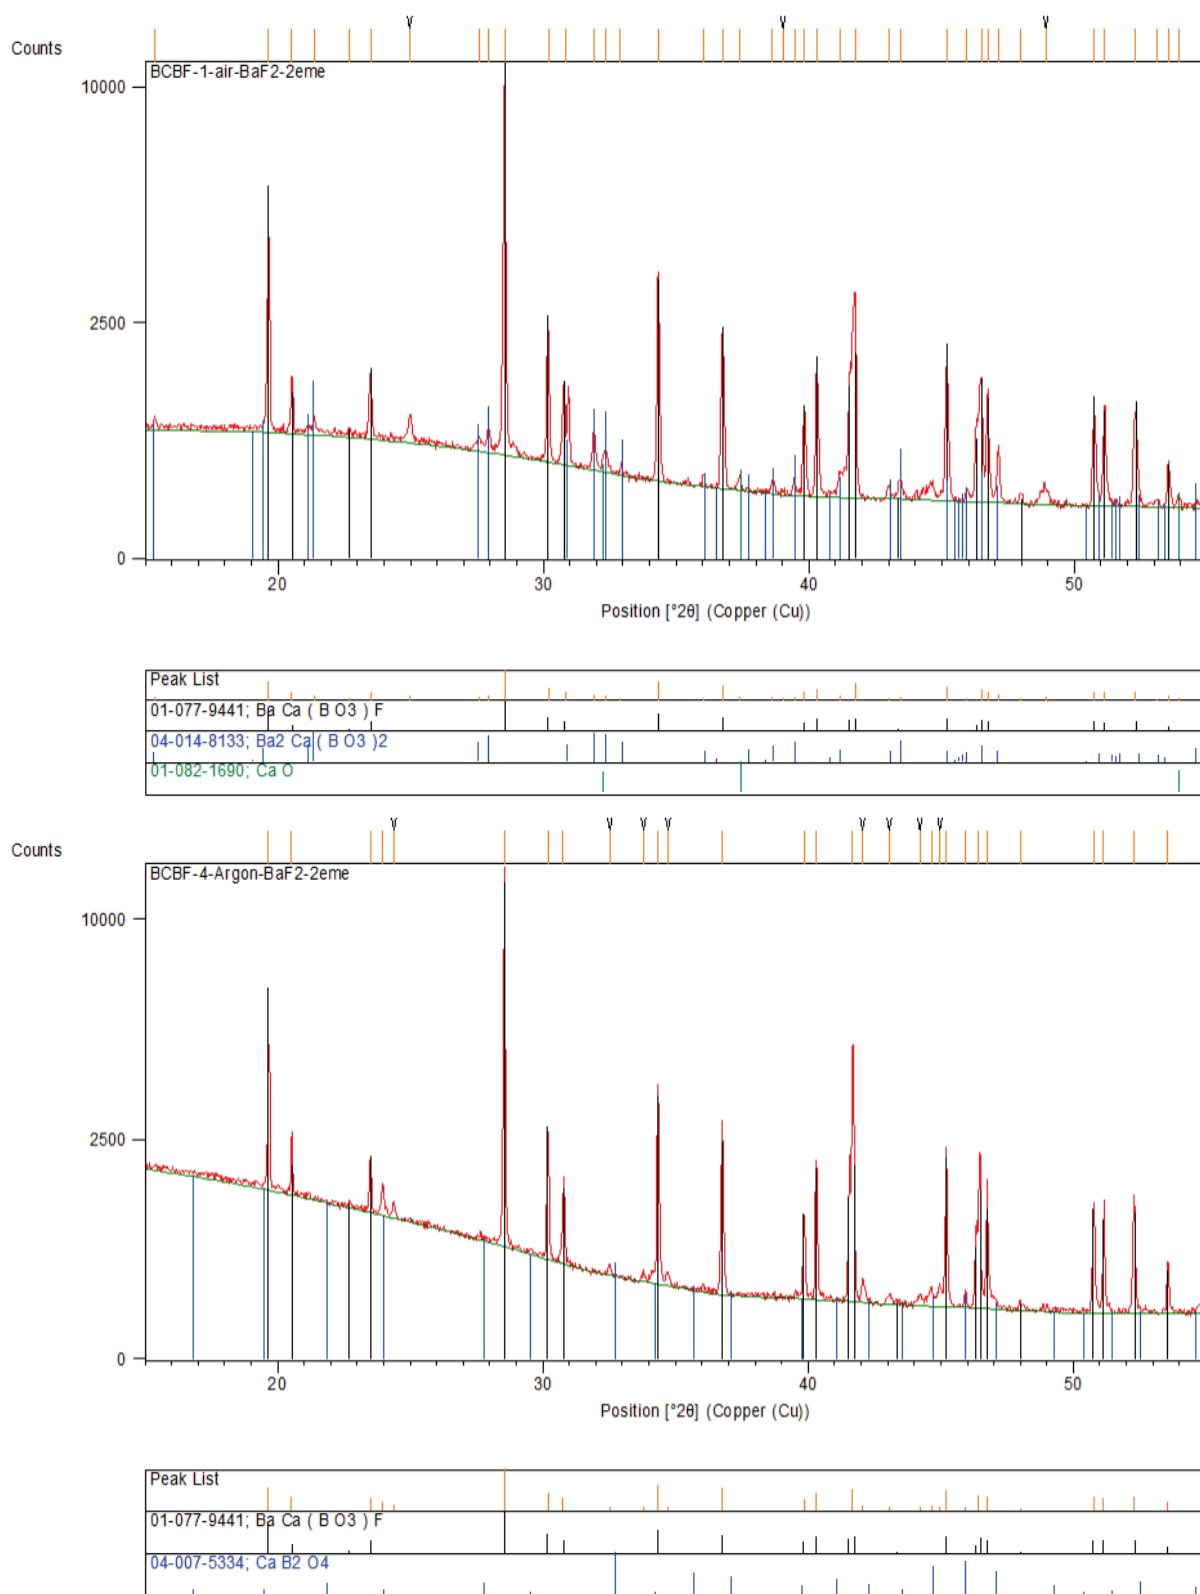 Counts
BCBF-1-air-BaF2-2eme
10000
2500
0
20 30 40 50
Position [°2θ] (Copper (Cu))
Peak List
01-077-9441; Ba Ca ( B O3 ) F
04-014-8133; Ba2 Ca ( B O3 )2
01-082-1690; Ca O
Counts
BCBF-4-Argon-BaF2-2eme
10000
2500
0
20 30 40 50
Position [°2θ] (Copper (Cu))
Peak List
01-077-9441; Ba Ca ( B O3 ) F
04-007-5334; Ca B2 O4